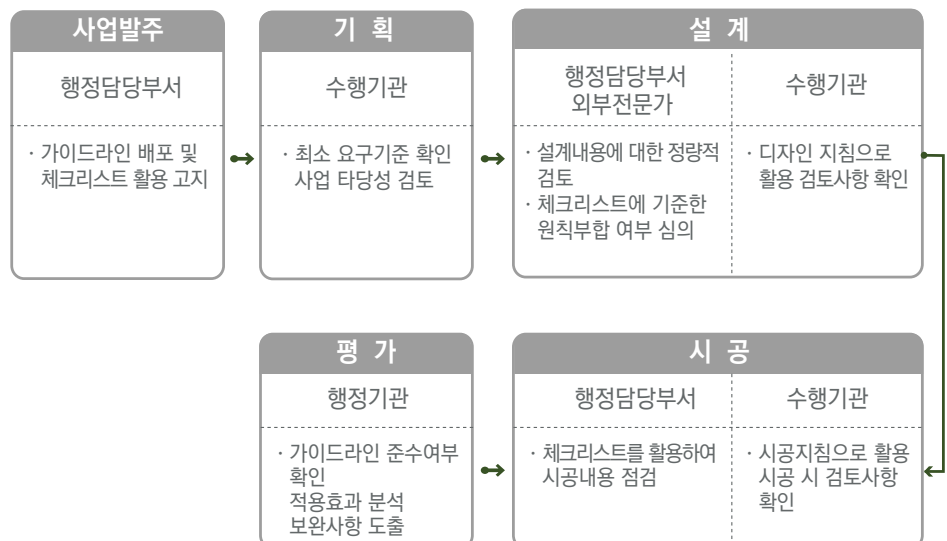 사업발주
행정담당부서
· 가이드라인 배포 및
체크리스트 활용 고지
기 획
수행기관
· 최소 요구기준 확인
사업 타당성 검토
설 계
행정담당부서
외부전문가
· 설계내용에 대한 정량적
검토
· 체크리스트에 기준한
원칙부합 여부 심의
수행기관
· 디자인 지침으로
활용 검토사항 확인
평 가
행정기관
· 가이드라인 준수여부
확인
적용효과 분석
보완사항 도출
시 공
행정담당부서
· 체크리스트를 활용하여
시공내용 점검
수행기관
· 시공지침으로 활용
시공 시 검토사항
확인